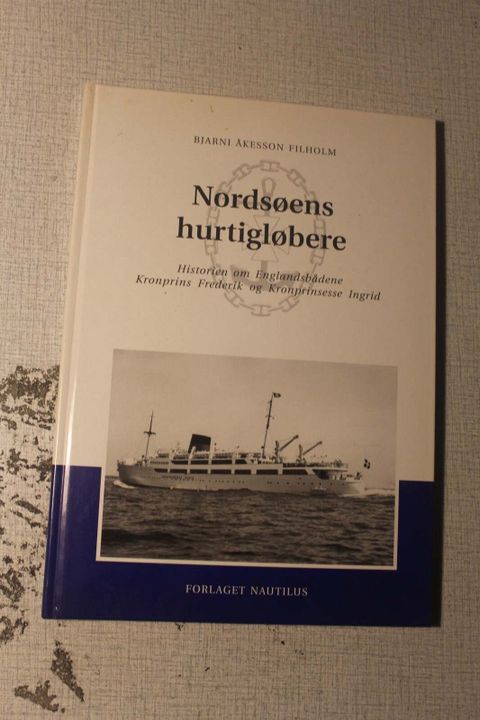 BJARNI ÅKESSON FILHOLM
Nordsøens
hurtigløbere
Historien om Englandsbådene
Kronprins Frederik og Kronprinsesse Ingrid
FORLAGET NAUTILUS